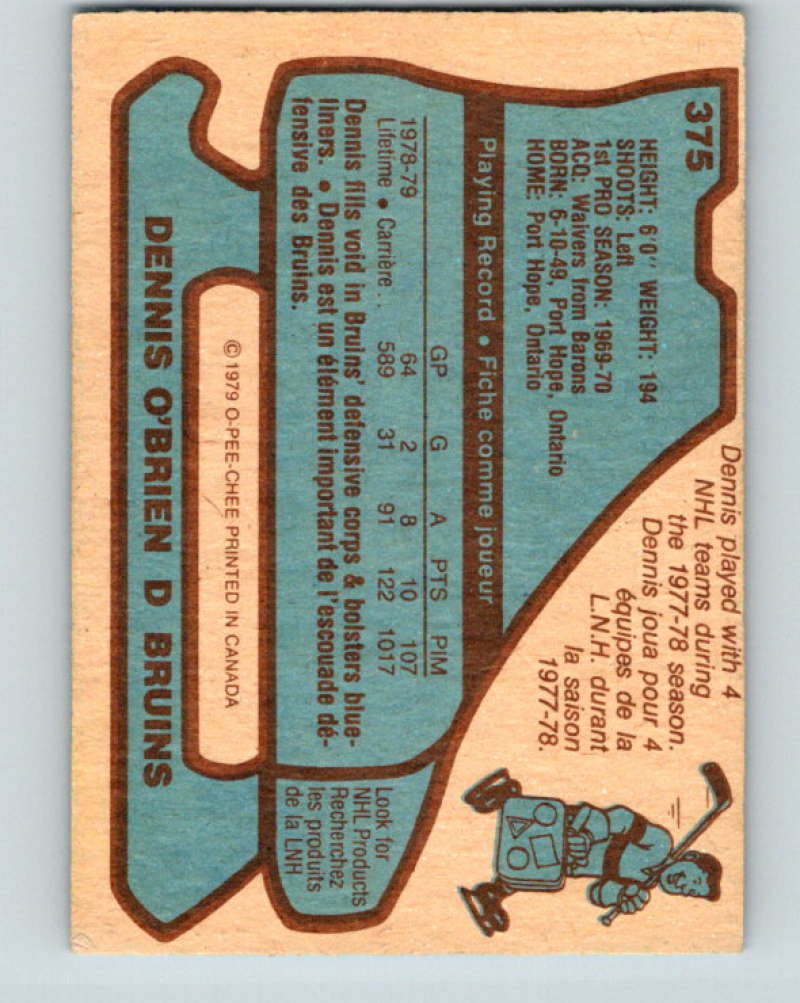 375
HEIGHT: 6'0" WEIGHT: 194
SHOOTS: Left
1st PRO SEASON: 1969-70
ACQ: Waivers from Barons
BORN: 6-10-49, Port Hope, Ontario
HOME: Port Hope, Ontario
Dennis played with 4
NHL teams during
the 1977-78 season.
Dennis joua pour 4
équipes de la
L.N.H. durant
la saison
1977-78.
Playing Record • Fiche comme joueur
GP G A PTS PIM
1978-79 64 2 8 10 107
Lifetime • Carrière .. 589 31 91 122 1017
Dennis fills void in Bruins' defensive corps & bolsters blue-
liners. • Dennis est un élément important de l'escouade dé-
fensive des Bruins.
Look for
NHL Products
Recherchez
les produits
de la LNH
© 1979 O-PEE-CHEE PRINTED IN CANADA
DENNIS O'BRIEN D BRUINS